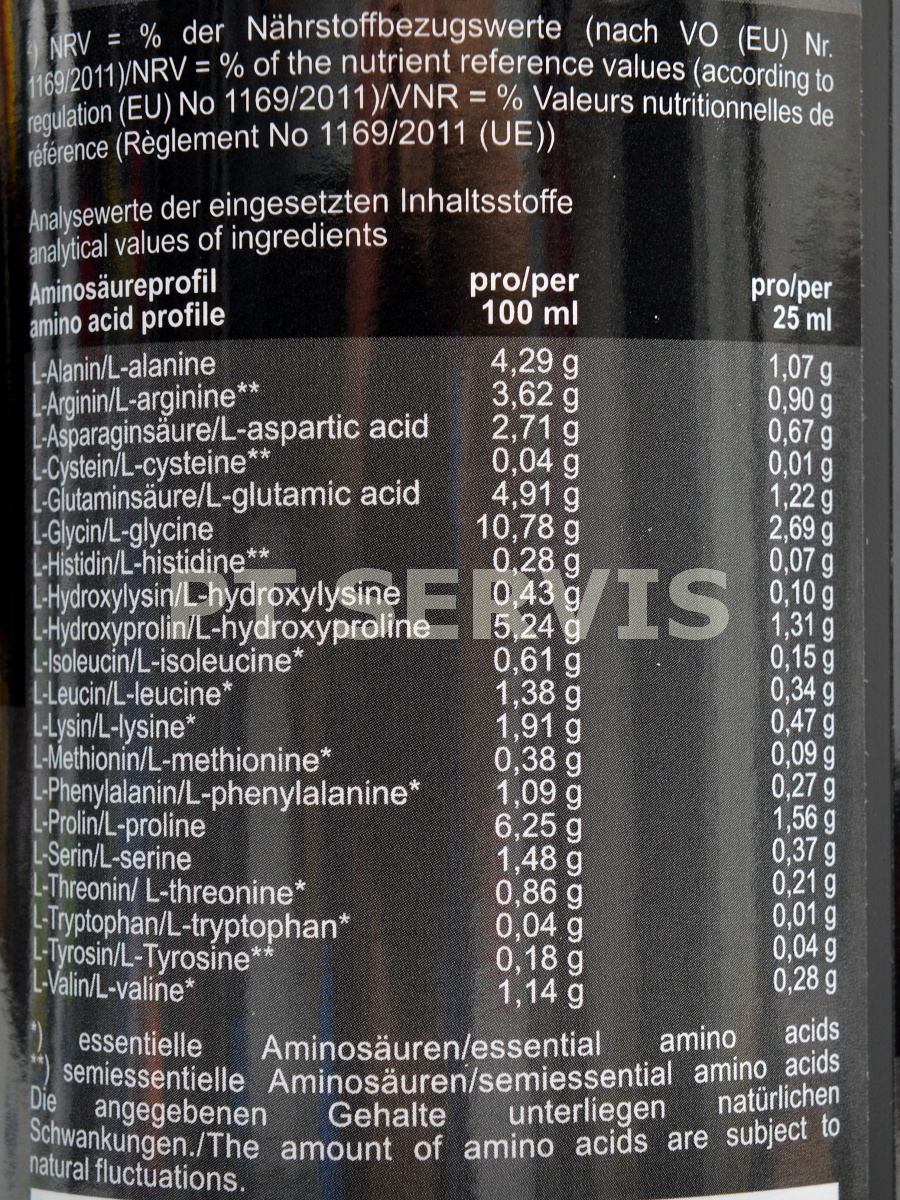 ²) NRV = % der Nährstoffbezugswerte (nach VO (EU) Nr.
1169/2011)/NRV = % of the nutrient reference values (according to
regulation (EU) No 1169/2011)/VNR = % Valeurs nutritionnelles de
référence (Règlement No 1169/2011 (UE))
Analysewerte der eingesetzten Inhaltsstoffe
analytical values of ingredients
Aminosäureprofil pro/per pro/per
amino acid profile 100 ml 25 ml
L-Alanin/L-alanine 4,29 g 1,07 g
L-Arginin/L-arginine** 3,62 g 0,90 g
L-Asparaginsäure/L-aspartic acid 2,71 g 0,67 g
L-Cystein/L-cysteine** 0,04 g 0,01 g
L-Glutaminsäure/L-glutamic acid 4,91 g 1,22 g
L-Glycin/L-glycine 10,78 g 2,69 g
L-Histidin/L-histidine** 0,28 g 0,07 g
PT SERVIS
L-Hydroxylysin/L-hydroxylysine 0,43 g 0,10 g
L-Hydroxyprolin/L-hydroxyproline 5,24 g 1,31 g
L-Isoleucin/L-isoleucine* 0,61 g 0,15 g
L-Leucin/L-leucine* 1,38 g 0,34 g
L-Lysin/L-lysine* 1,91 g 0,47 g
L-Methionin/L-methionine* 0,38 g 0,09 g
L-Phenylalanin/L-phenylalanine* 1,09 g 0,27 g
L-Prolin/L-proline 6,25 g 1,56 g
L-Serin/L-serine 1,48 g 0,37 g
L-Threonin/ L-threonine* 0,86 g 0,21 g
L-Tryptophan/L-tryptophan* 0,04 g 0,01 g
L-Tyrosin/L-Tyrosine** 0,18 g 0,04 g
L-Valin/L-valine* 1,14 g 0,28 g
*) essentielle Aminosäuren/essential amino acids
**) semiessentielle Aminosäuren/semiessential amino acids
Die angegebenen Gehalte unterliegen natürlichen
Schwankungen./The amount of amino acids are subject to
natural fluctuations.